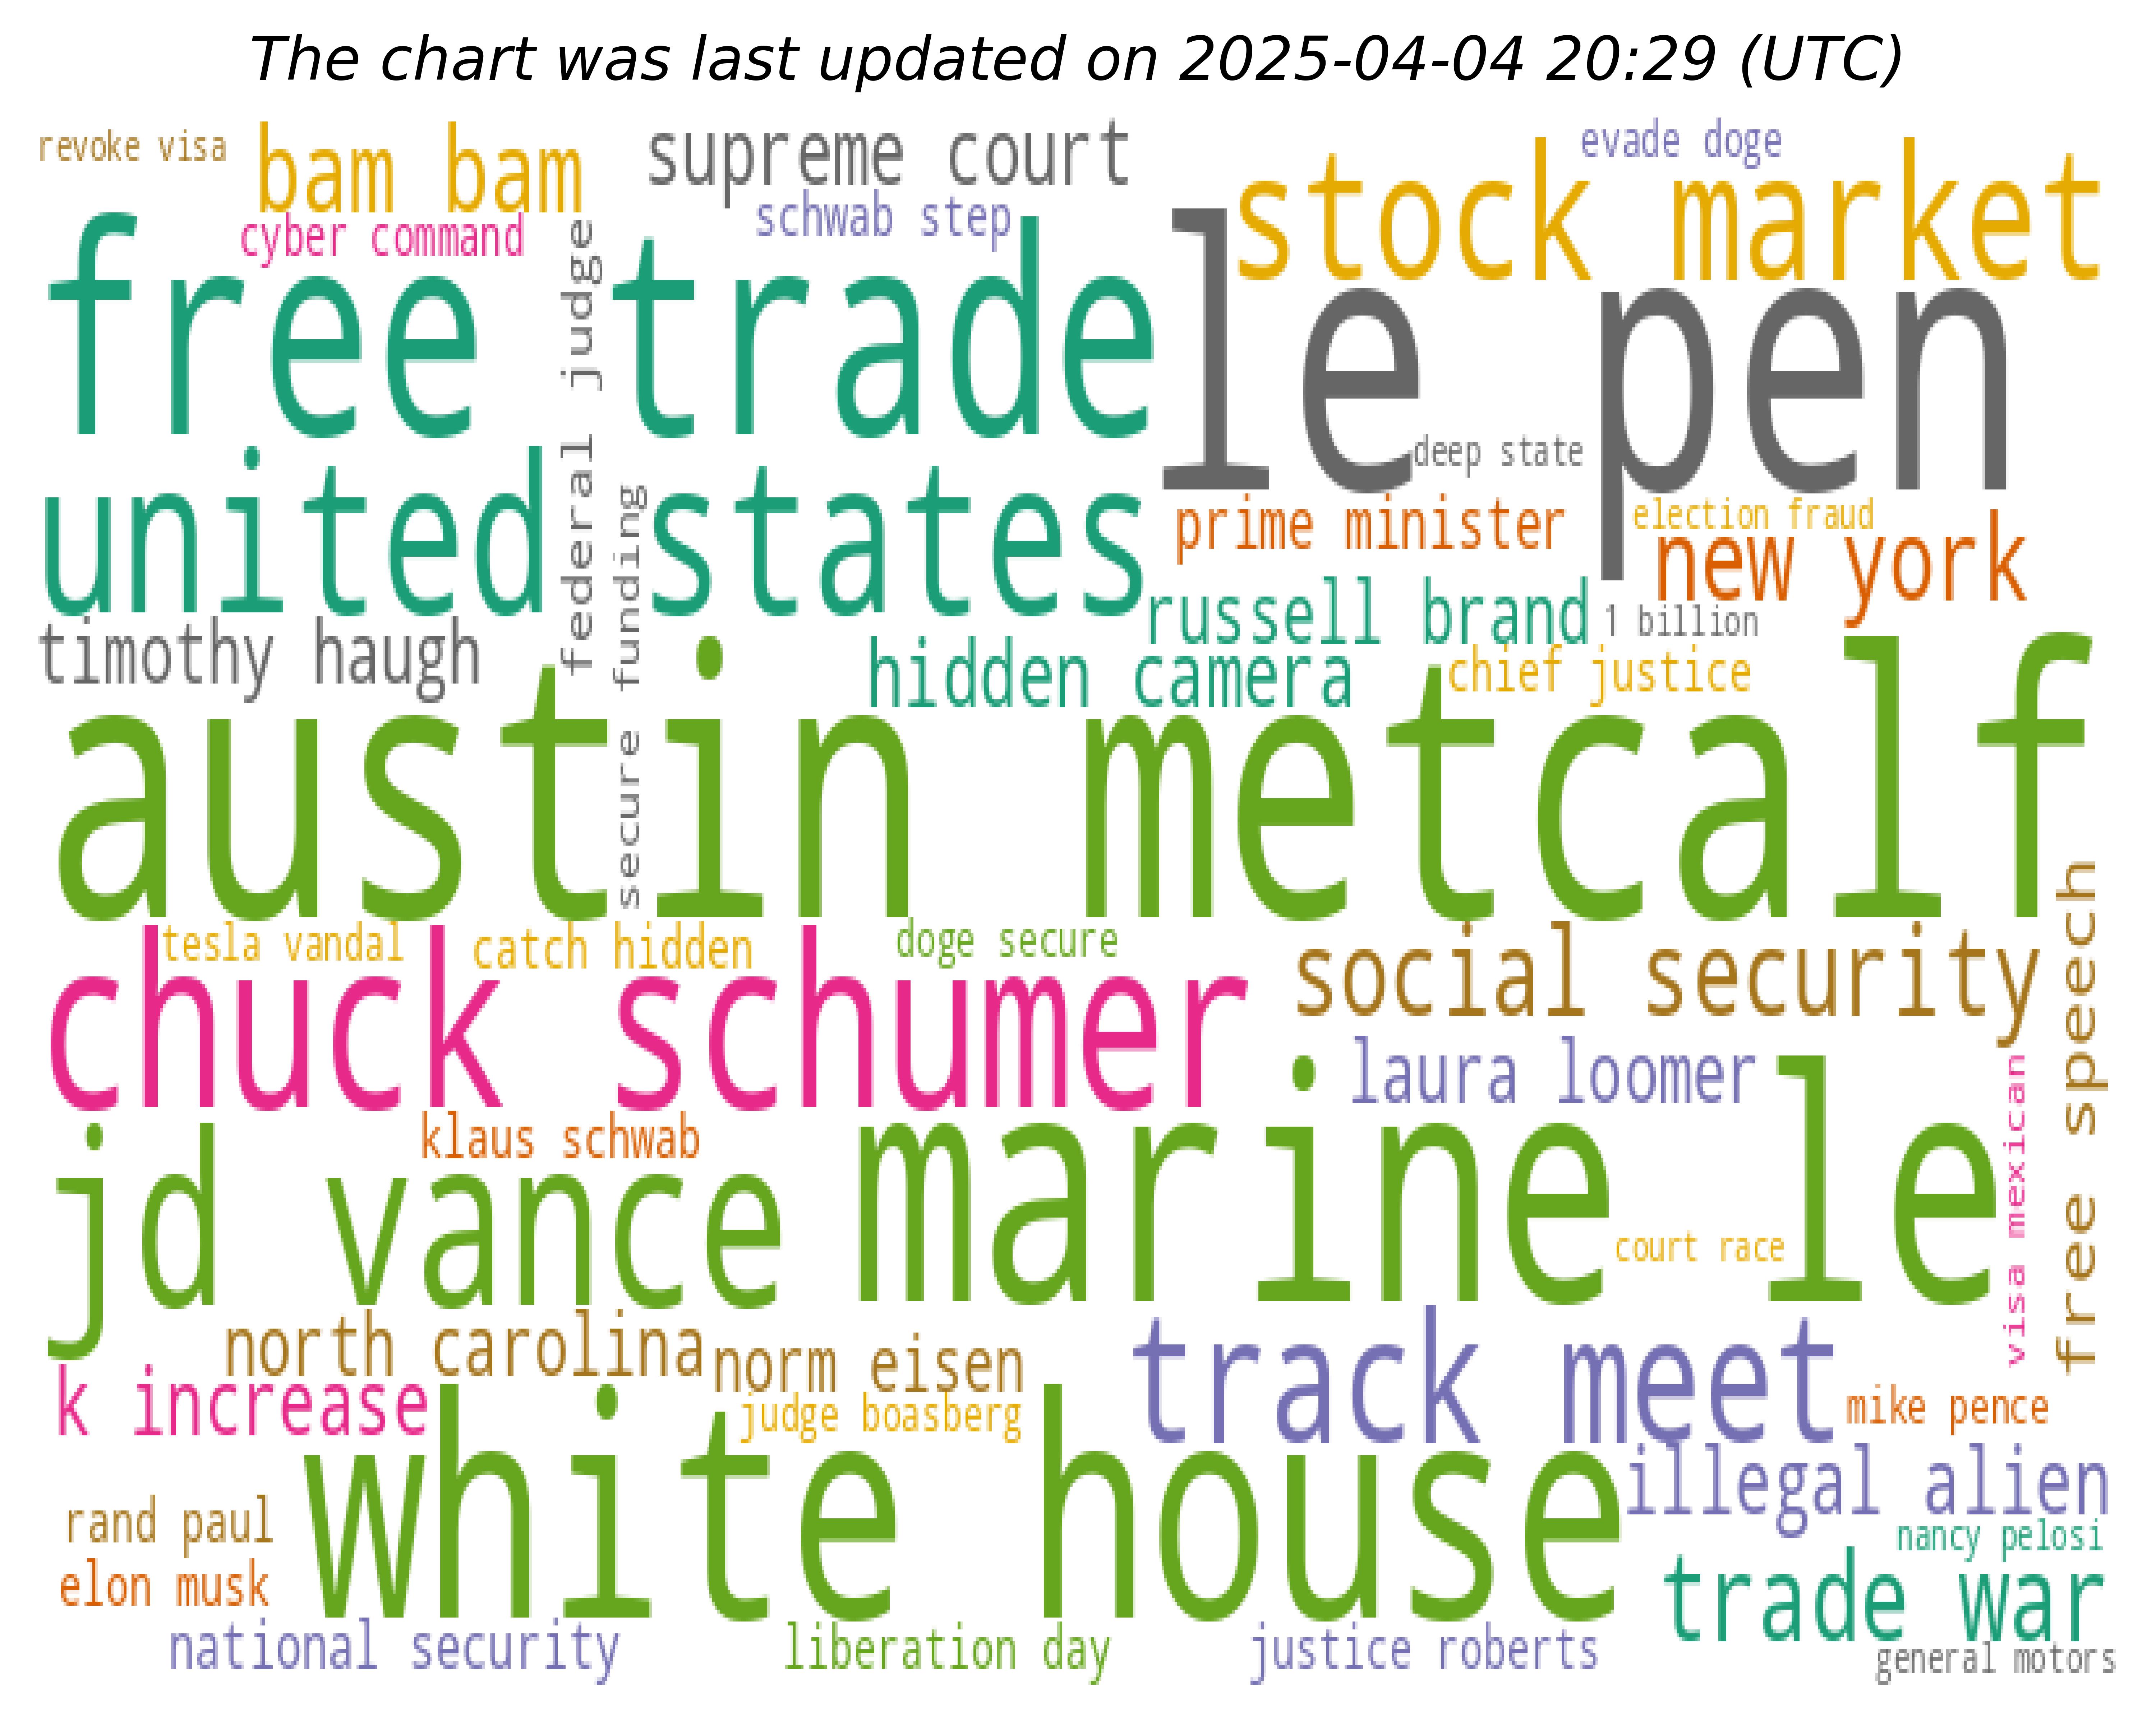 The chart was last updated on 2025-04-04 20:29 (UTC)
revoke visa
bam bam
supreme court
evade doge
stock market
cyber command
schwab step
free trade
federal judge
le pen
deep state
united states
secure funding
prime minister
election fraud
new york
russell brand
1 billion
timothy haugh
hidden camera
chief justice
austin metcalf
tesla vandal
catch hidden
doge secure
social security
free speech
chuck schumer
laura loomer
visa mexican
klaus schwab
jd vance
marine le
court race
north carolina
norm eisen
track meet
k increase
judge boasberg
mike pence
white house
illegal alien
rand paul
nancy pelosi
elon musk
trade war
national security
liberation day
justice roberts
general motors